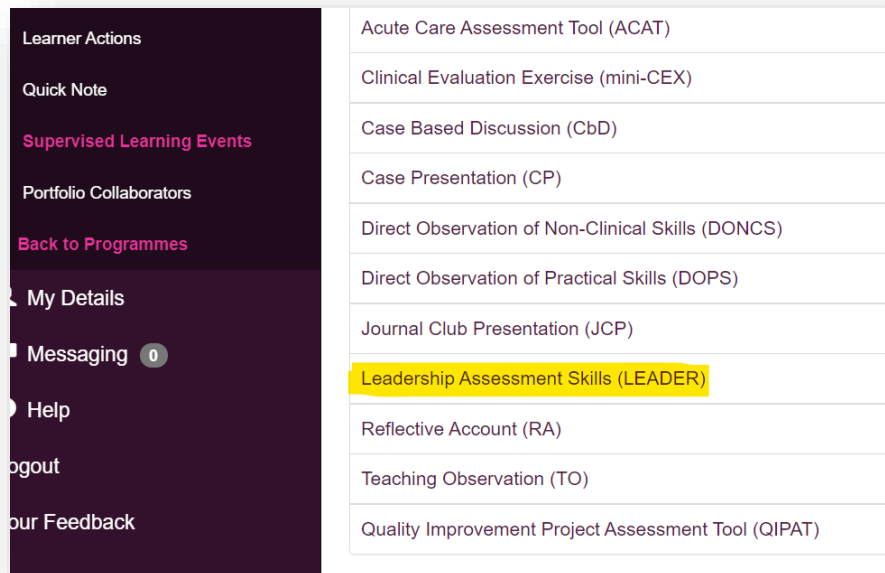 Learner Actions
Quick Note
Supervised Learning Events
Portfolio Collaborators
Back to Programmes
My Details
Messaging 0
Help
ogout
our Feedback
Acute Care Assessment Tool (ACAT)
Clinical Evaluation Exercise (mini-CEX)
Case Based Discussion (CbD)
Case Presentation (CP)
Direct Observation of Non-Clinical Skills (DONCS)
Direct Observation of Practical Skills (DOPS)
Journal Club Presentation (JCP)
Leadership Assessment Skills (LEADER)
Reflective Account (RA)
Teaching Observation (TO)
Quality Improvement Project Assessment Tool (QIPAT)